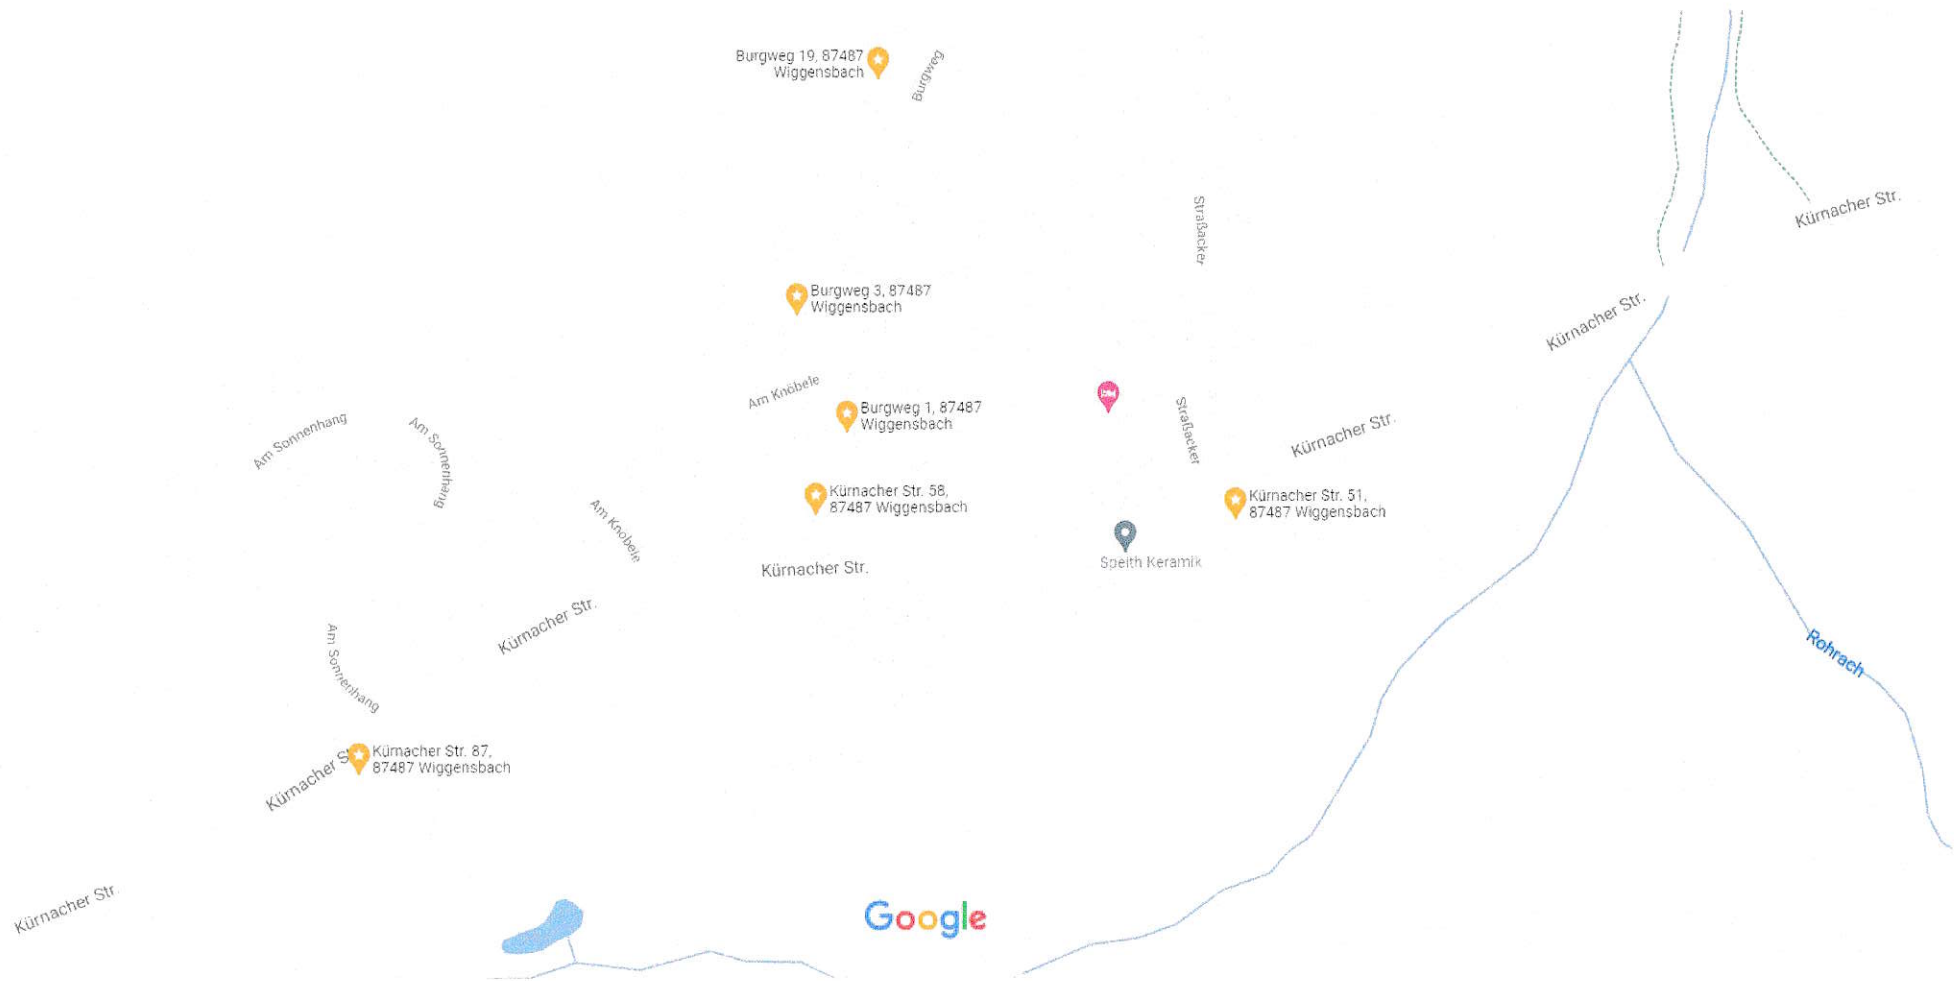 Burgweg 19, 87487
Wiggensbach
Burgweg
Straßacker
Kürnacher Str.
Burgweg 3, 87487
Wiggensbach
Kürnacher Str.
Am Knöbele
Burgweg 1, 87487
Wiggensbach
Straßacker
Kürnacher Str.
Am Sonnenhang
Am Sonnenhang
Kürnacher Str. 58,
87487 Wiggensbach
Kürnacher Str. 51,
87487 Wiggensbach
Am Knöbele
Speith Keramik
Kürnacher Str.
Kürnacher Str.
Am Sonnenhang
Rohrach
Kürnacher St
Kürnacher Str. 87,
87487 Wiggensbach
Kürnacher Str.
Google